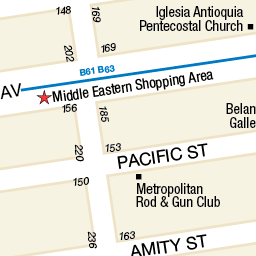 148
169
Iglesia Antioquia
Pentecostal Church
202
169
B61 B63
AV
Middle Eastern Shopping Area
156
185
Belan
Galle
220
153
PACIFIC ST
Metropolitan
Rod & Gun Club
150
236
163
AMITY ST